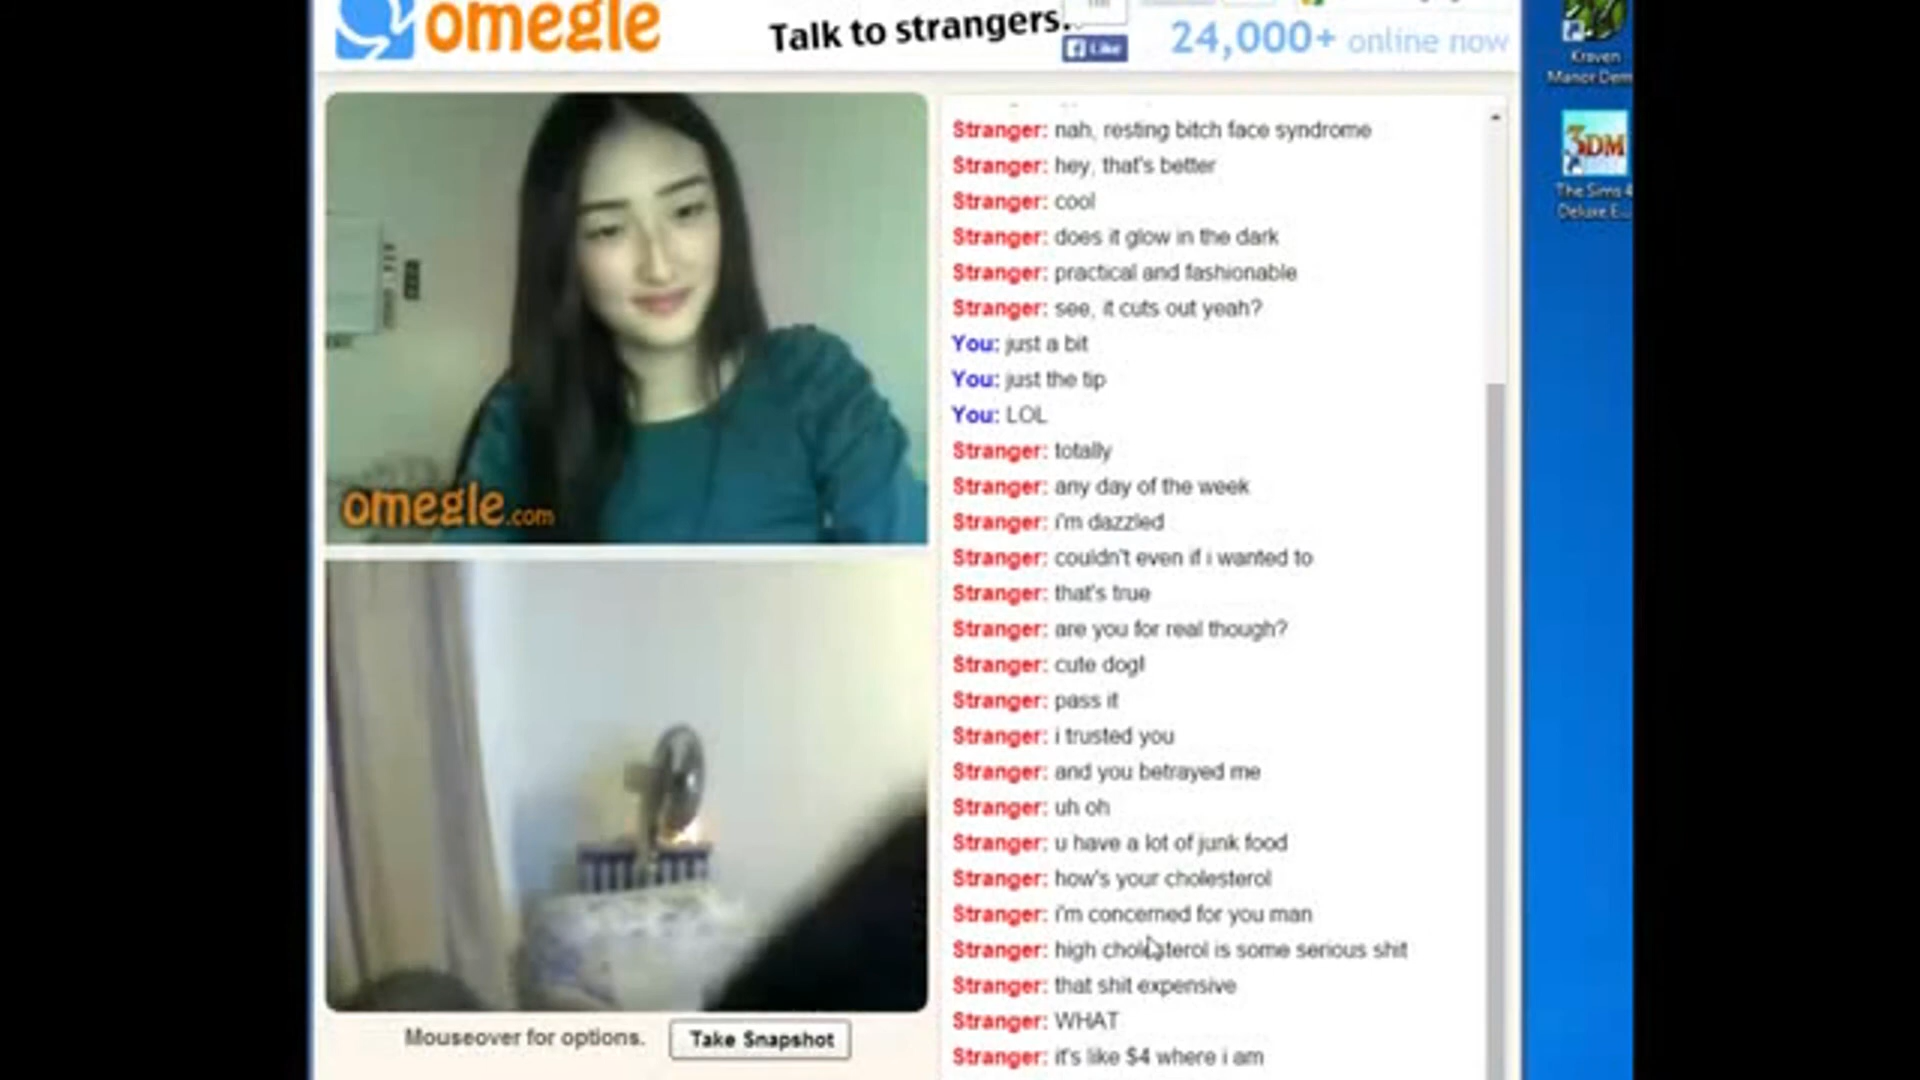 omegle
Talk to strangers.
Like
24,000+ online now
Kraven
Manor Dem
3DM
The Sims 4
Deluxe E...
Stranger: nah, resting bitch face syndrome
Stranger: hey, that's better
Stranger: cool
Stranger: does it glow in the dark
Stranger: practical and fashionable
Stranger: see, it cuts out yeah?
You: just a bit
You: just the tip
You: LOL
Stranger: totally
Stranger: any day of the week
Stranger: i'm dazzled
Stranger: couldn't even if i wanted to
Stranger: that's true
Stranger: are you for real though?
Stranger: cute dog!
Stranger: pass it
Stranger: i trusted you
Stranger: and you betrayed me
Stranger: uh oh
Stranger: u have a lot of junk food
Stranger: how's your cholesterol
Stranger: i'm concerned for you man
Stranger: high cholesterol is some serious shit
Stranger: that shit expensive
Stranger: WHAT
Stranger: it's like $4 where i am
omegle.com
Mouseover for options.
Take Snapshot